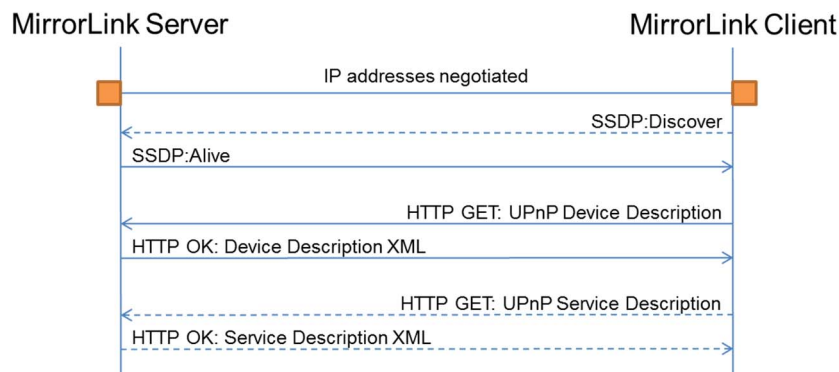 MirrorLink Server
MirrorLink Client
IP addresses negotiated
SSDP:Discover
SSDP:Alive
HTTP GET: UPnP Device Description
HTTP OK: Device Description XML
HTTP GET: UPnP Service Description
HTTP OK: Service Description XML